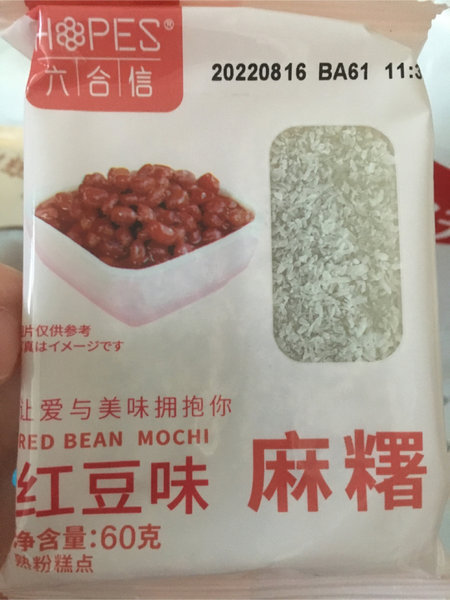 HOPES®
六合信
20220816 BA61 11:3
片仅供参考
写真はイメージです
让爱与美味拥抱你
RED BEAN MOCHI
红豆味 麻糬
净含量:60克
熟粉糕点